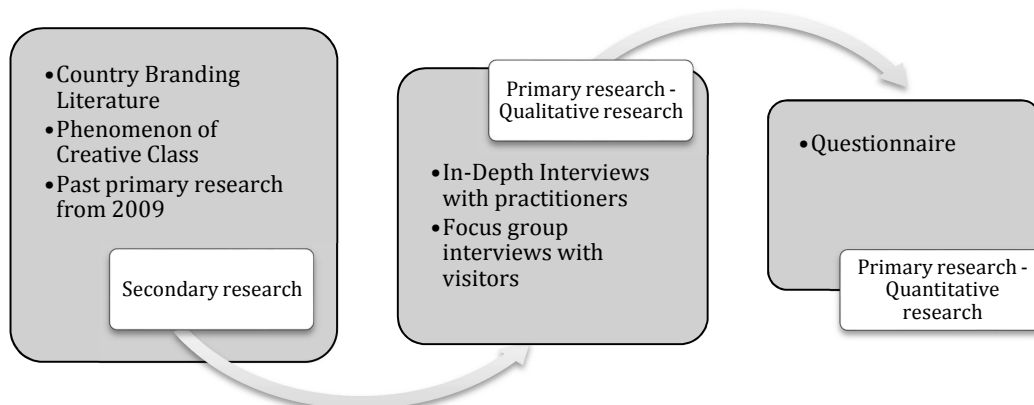 •Country Branding
Literature
•Phenomenon of
Creative Class
•Past primary research
from 2009
Secondary research
Primary research -
Qualitative research
•In-Depth Interviews
with practitioners
•Focus group
interviews with
visitors
•Questionnaire
Primary research -
Quantitative
research